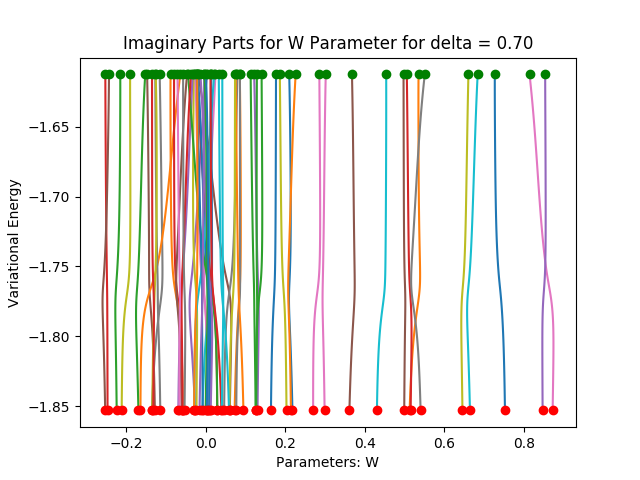 Imaginary Parts for W Parameter for delta = 0.70
Variational Energy
−1.65
−1.70
−1.75
−1.80
−1.85
−0.2 0.0 0.2 0.4 0.6 0.8
Parameters: W